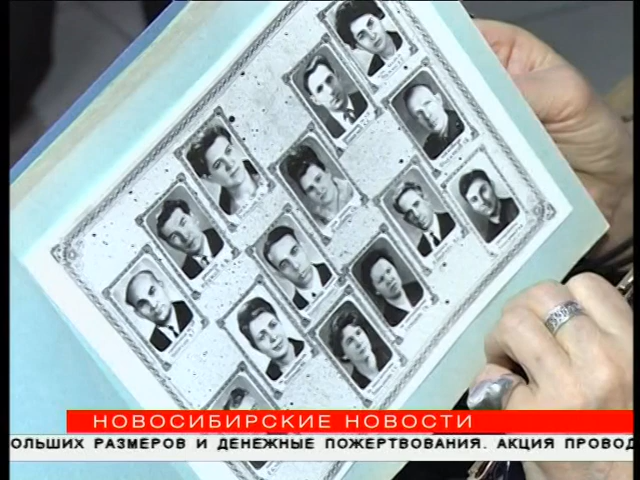 НОВОСИБИРСКИЕ НОВОСТИ
ОЛЬШИХ РАЗМЕРОВ И ДЕНЕЖНЫЕ ПОЖЕРТВОВАНИЯ. АКЦИЯ ПРОВОД